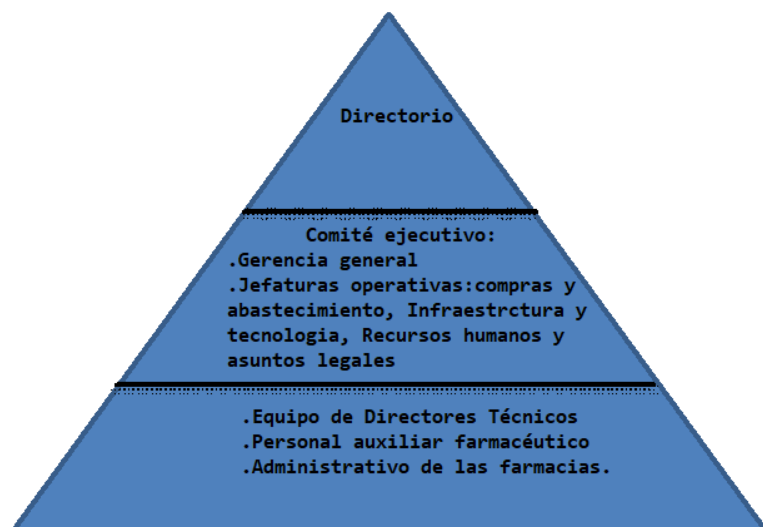 Directorio
Comité ejecutivo:
.Gerencia general
.Jefaturas operativas:compras y
abastecimiento, Infraestrctura y
tecnologia, Recursos humanos y
asuntos legales
.Equipo de Directores Técnicos
.Personal auxiliar farmacéutico
.Administrativo de las farmacias.